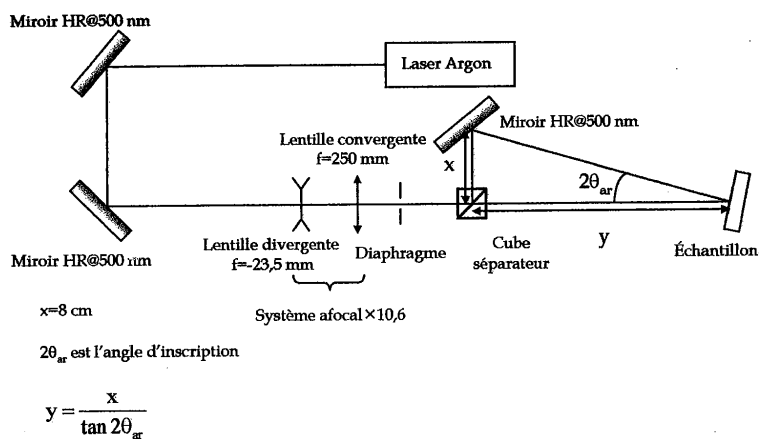 Miroir HR@500 nm
Laser Argon
Miroir HR@500 nm
Lentille convergente
f=250 mm
x
2θar
y
Lentille divergente
f=-23,5 mm
Diaphragme
Cube
séparateur
Échantillon
Miroir HR@500 nm
Système afocal×10,6
x=8 cm
2θar est l'angle d'inscription
y = x / tan 2θar